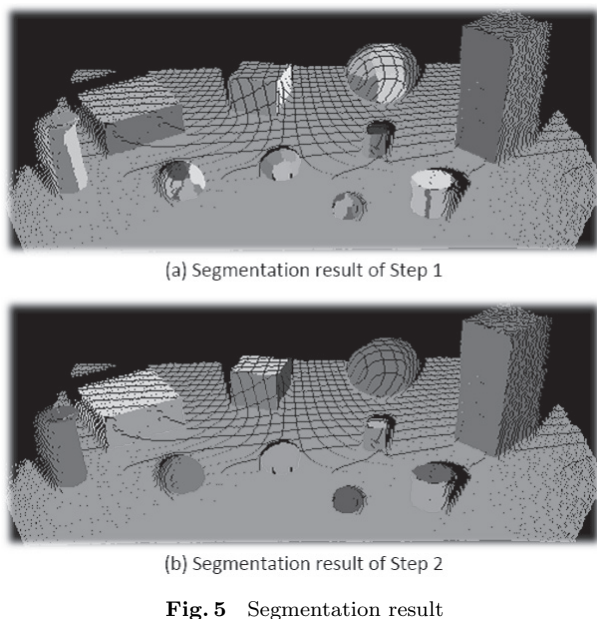 (a) Segmentation result of Step 1
(b) Segmentation result of Step 2
Fig. 5 Segmentation result